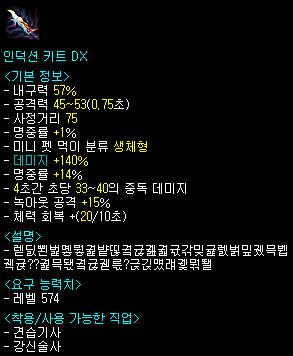 인덕션 키트 DX
<기본 정보>
- 내구력 57%
- 공격력 45~53(0,75초)
- 사정거리 75
- 명중률 +1%
- 미니 펫 먹이 분류 생체형
- 데미지 +140%
- 명중률 +14%
- 4초간 초당 33~40의 중독 데미지
- 녹아웃 공격 +15%
- 체력 회복 +(20/10초)
<설명>
<요구 능력치>
- 레벨 574
<착용/사용 가능한 직업>
- 견습기사
- 강신술사